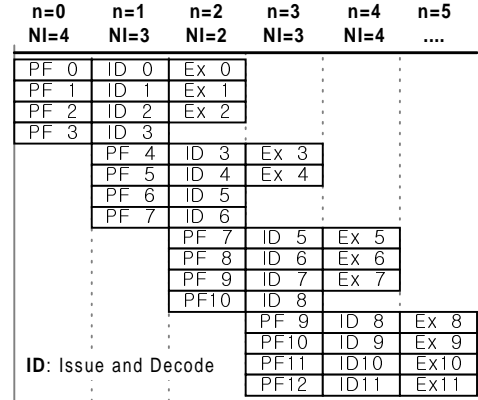 n=0 n=1 n=2 n=3 n=4 n=5
NI=4 NI=3 NI=2 NI=3 NI=4 ....
PF 0 ID 0 Ex 0
PF 1 ID 1 Ex 1
PF 2 ID 2 Ex 2
PF 3 ID 3
PF 4 ID 3 Ex 3
PF 5 ID 4 Ex 4
PF 6 ID 5
PF 7 ID 6
PF 7 ID 5 Ex 5
PF 8 ID 6 Ex 6
PF 9 ID 7 Ex 7
PF10 ID 8
PF 9 ID 8 Ex 8
PF10 ID 9 Ex 9
ID: Issue and Decode PF11 ID10 Ex10
PF12 ID11 Ex11